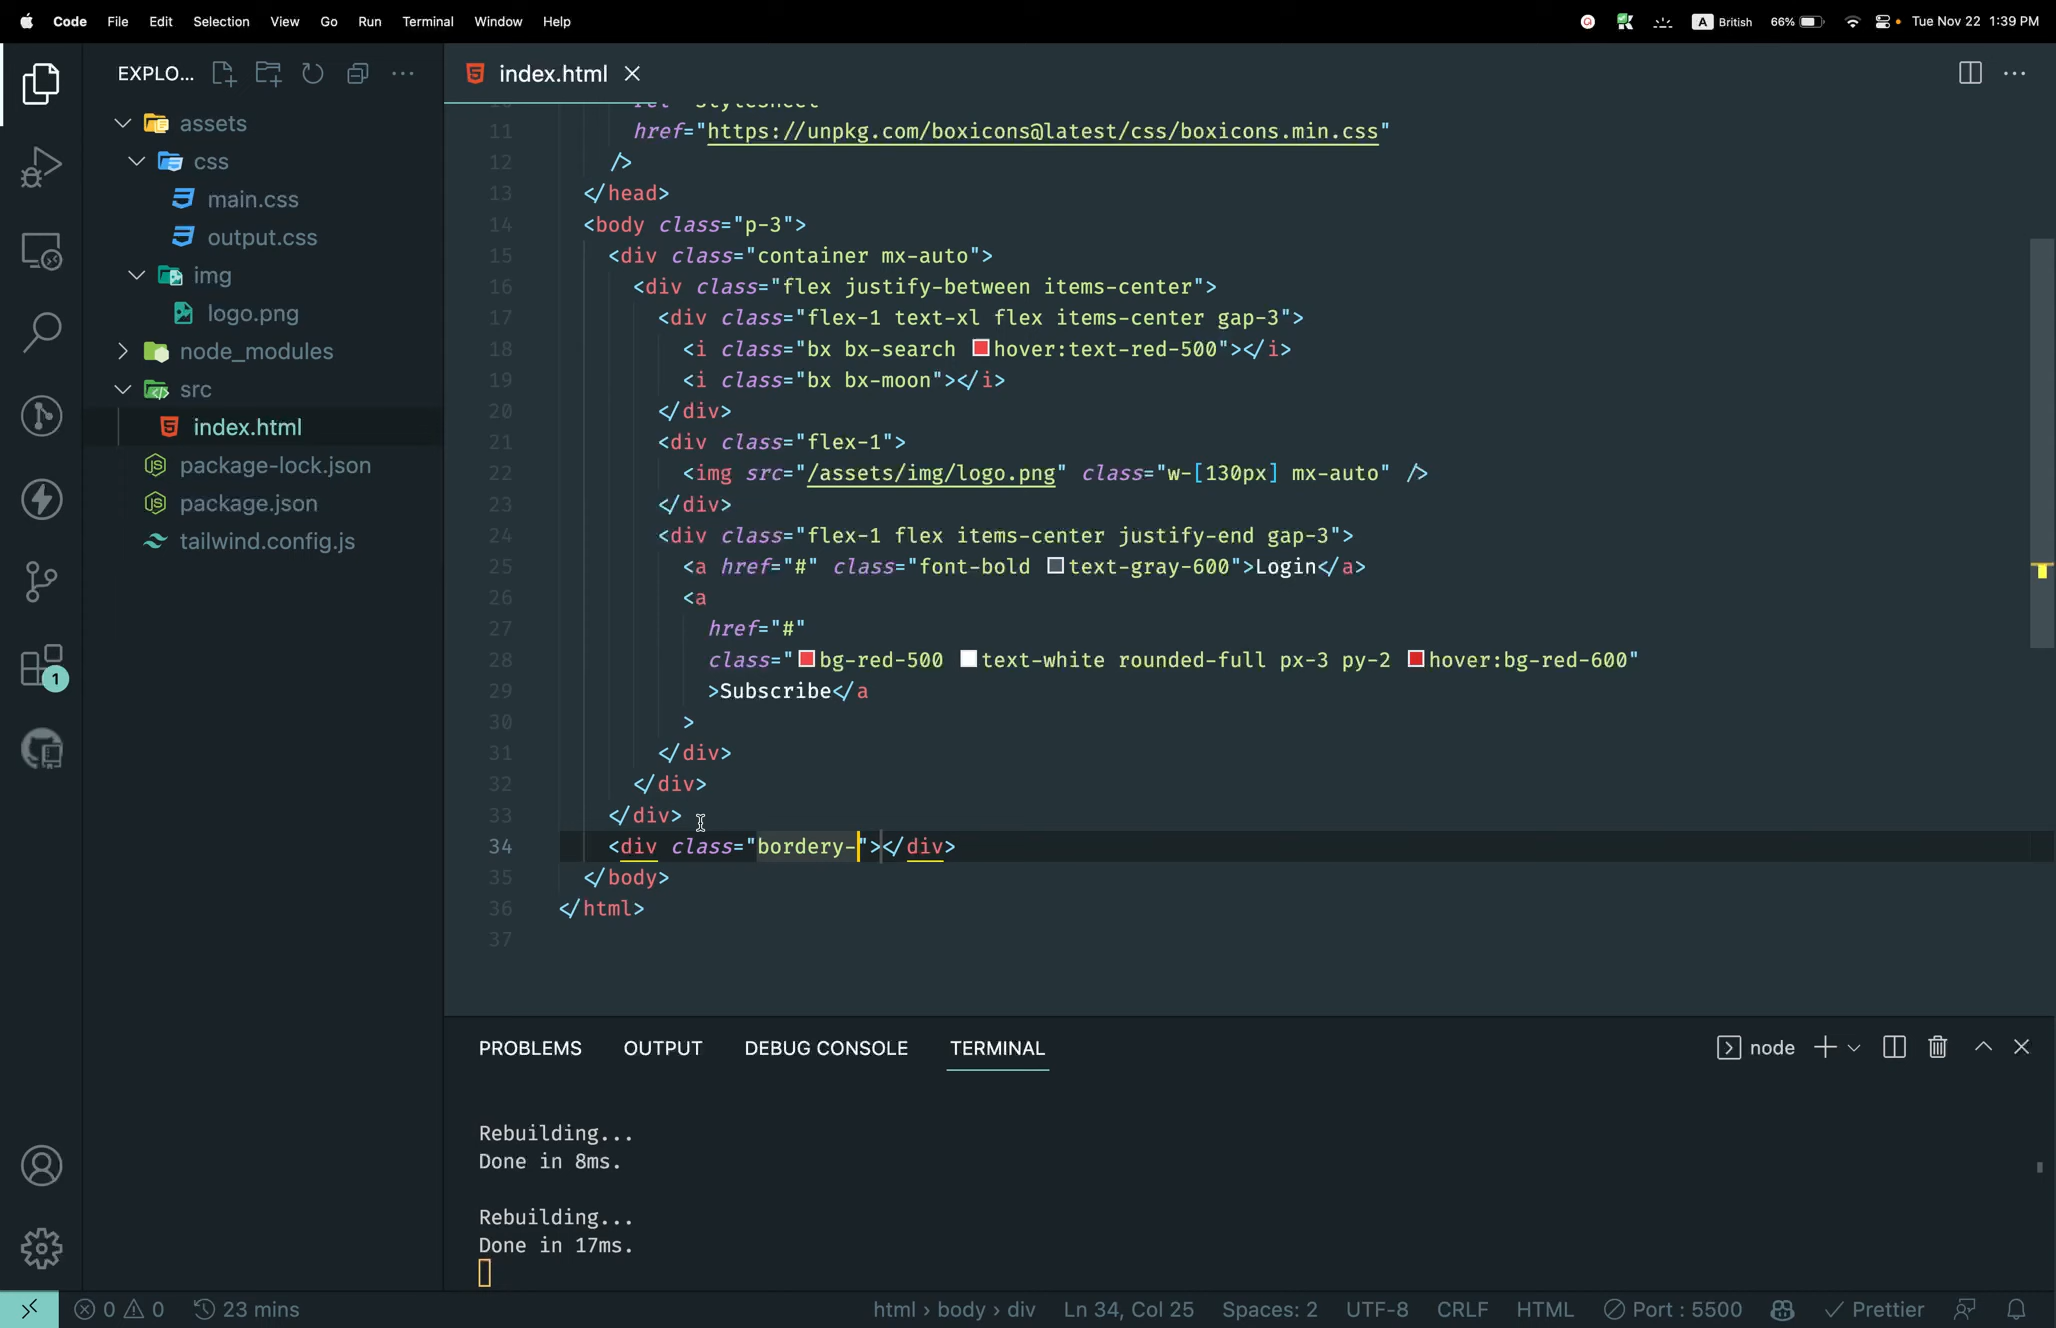 Code File Edit Selection View Go Run Terminal Window Help
A British 66% Tue Nov 22 1:39 PM
EXPLO...
index.html
assets
css
main.css
output.css
img
logo.png
node_modules
src
index.html
package-lock.json
package.json
tailwind.config.js
1
11 href="https://unpkg.com/boxicons@latest/css/boxicons.min.css"
12 />
13 </head>
14 <body class="p-3">
15 <div class="container mx-auto">
16 <div class="flex justify-between items-center">
17 <div class="flex-1 text-xl flex items-center gap-3">
18 <i class="bx bx-search hover:text-red-500"></i>
19 <i class="bx bx-moon"></i>
20 </div>
21 <div class="flex-1">
22 <img src="/assets/img/logo.png" class="w-[130px] mx-auto" />
23 </div>
24 <div class="flex-1 flex items-center justify-end gap-3">
25 <a href="#" class="font-bold text-gray-600">Login</a>
26 <a
27 href="#"
28 class="bg-red-500 text-white rounded-full px-3 py-2 hover:bg-red-600"
29 >Subscribe</a
30 >
31 </div>
32 </div>
33 </div>
34 <div class="bordery-"></div>
35 </body>
36 </html>
37
PROBLEMS OUTPUT DEBUG CONSOLE TERMINAL
node
Rebuilding...
Done in 8ms.
Rebuilding...
Done in 17ms.
0 0 23 mins
html › body › div Ln 34, Col 25 Spaces: 2 UTF-8 CRLF HTML Port : 5500 Prettier